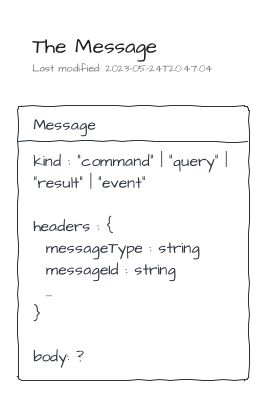 The Message
Last modified: 2023-05-24T20:47:04
Message
kind : "command" | "query" |
"result" | "event"
headers : {
messageType : string
messageId : string
...
}
body: ?